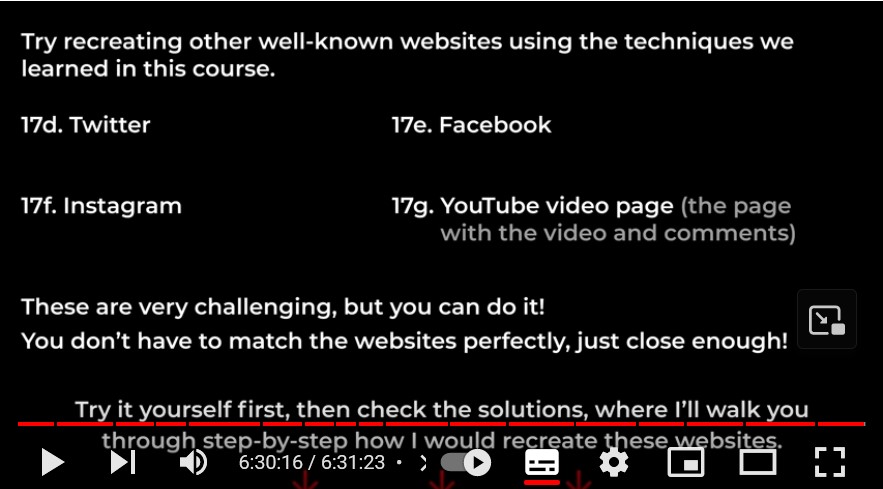 Try recreating other well-known websites using the techniques we
learned in this course.
17d. Twitter
17e. Facebook
17f. Instagram
17g. YouTube video page (the page
with the video and comments)
These are very challenging, but you can do it!
You don't have to match the websites perfectly, just close enough!
Try it yourself first, then check the solutions, where I'll walk you
through step-by-step how I would recreate these websites.
6:30:16 / 6:31:23 •